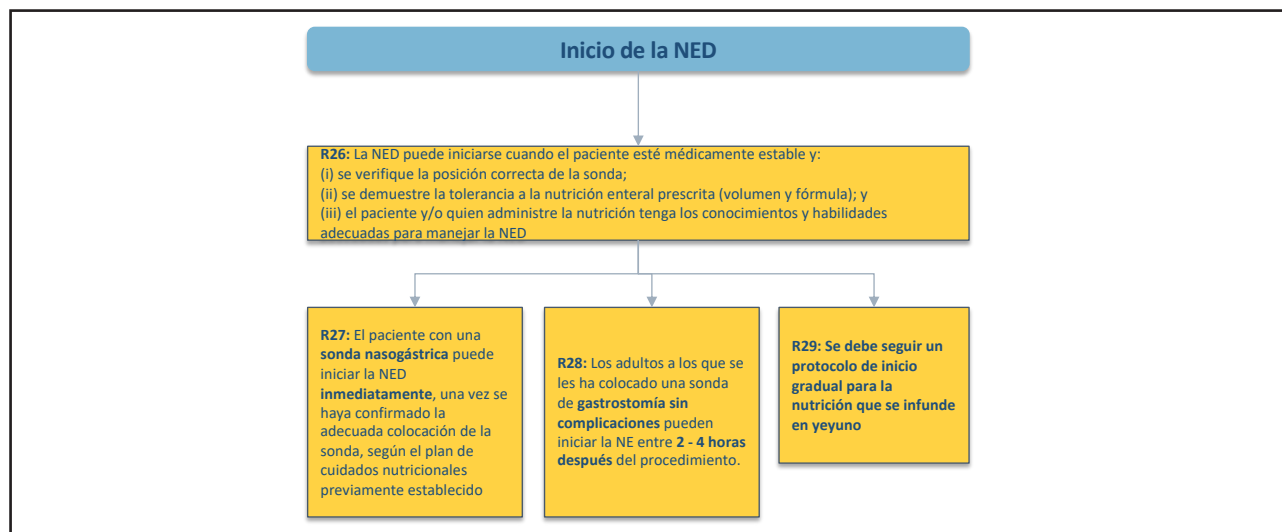 Inicio de la NED
R26: La NED puede iniciarse cuando el paciente esté médicamente estable y:
(i) se verifique la posición correcta de la sonda;
(ii) se demuestre la tolerancia a la nutrición enteral prescrita (volumen y fórmula); y
(iii) el paciente y/o quien administre la nutrición tenga los conocimientos y habilidades
adecuadas para manejar la NED
R27: El paciente con una
sonda nasogástrica puede
iniciar la NED
inmediatamente, una vez se
haya confirmado la
adecuada colocación de la
sonda, según el plan de
cuidados nutricionales
previamente establecido
R28: Los adultos a los que se
les ha colocado una sonda
de gastrostomía sin
complicaciones pueden
iniciar la NE entre 2 - 4 horas
después del procedimiento.
R29: Se debe seguir un
protocolo de inicio
gradual para la
nutrición que se infunde
en yeyuno